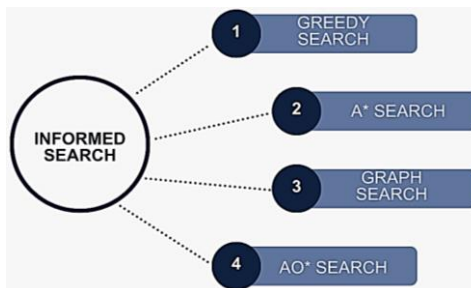 INFORMED
SEARCH
1
GREEDY
SEARCH
2
A* SEARCH
3
GRAPH
SEARCH
4
AO* SEARCH